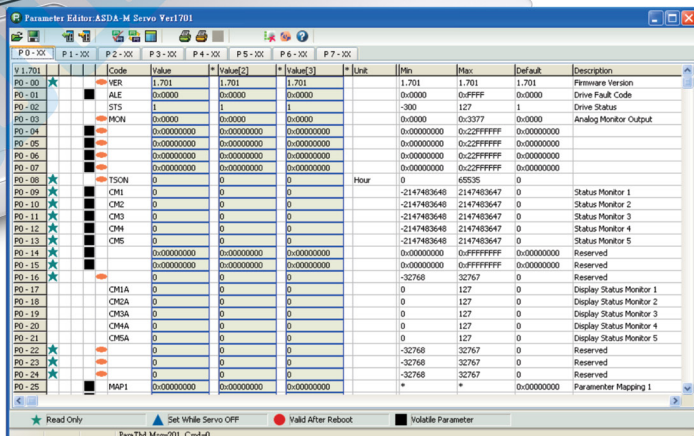 Parameter Editor:ASDA-M Servo Ver1701
P 0 - XX P 1 - XX P 2 - XX P 3 - XX P 4 - XX P 5 - XX P 6 - XX P 7 - XX
V 1.701 Code Value * Value[2] * Value[3] * Unit Min Max Default Description
P0 - 00 VER 1.701 1.701 1.701 1.701 1.701 1.701 Firmware Version
P0 - 01 ALE 0x0000 0x0000 0x0000 0x0000 0xFFFF 0x0000 Drive Fault Code
P0 - 02 STS 1 1 1 -300 127 1 Drive Status
P0 - 03 MON 0x0000 0x0000 0x0000 0x0000 0x3377 0x0000 Analog Monitor Output
P0 - 04 0x00000000 0x00000000 0x00000000 0x00000000 0x22FFFFFF 0x00000000
P0 - 05 0x00000000 0x00000000 0x00000000 0x00000000 0x22FFFFFF 0x00000000
P0 - 06 0x00000000 0x00000000 0x00000000 0x00000000 0x22FFFFFF 0x00000000
P0 - 07 0x00000000 0x00000000 0x00000000 0x00000000 0x22FFFFFF 0x00000000
P0 - 08 TSON 0 0 0 Hour 0 65535 0
P0 - 09 CM1 0 0 0 -2147483648 2147483647 0 Status Monitor 1
P0 - 10 CM2 0 0 0 -2147483648 2147483647 0 Status Monitor 2
P0 - 11 CM3 0 0 0 -2147483648 2147483647 0 Status Monitor 3
P0 - 12 CM4 0 0 0 -2147483648 2147483647 0 Status Monitor 4
P0 - 13 CM5 0 0 0 -2147483648 2147483647 0 Status Monitor 5
P0 - 14 0x00000000 0x00000000 0x00000000 0x00000000 0xFFFFFFFF 0x00000000 Reserved
P0 - 15 0x00000000 0x00000000 0x00000000 0x00000000 0xFFFFFFFF 0x00000000 Reserved
P0 - 16 0 0 0 -32768 32767 0 Reserved
P0 - 17 CM1A 0 0 0 0 127 0 Display Status Monitor 1
P0 - 18 CM2A 0 0 0 0 127 0 Display Status Monitor 2
P0 - 19 CM3A 0 0 0 0 127 0 Display Status Monitor 3
P0 - 20 CM4A 0 0 0 0 127 0 Display Status Monitor 4
P0 - 21 CM5A 0 0 0 0 127 0 Display Status Monitor 5
P0 - 22 0 0 0 -32768 32767 0 Reserved
P0 - 23 0 0 0 -32768 32767 0 Reserved
P0 - 24 0 0 0 -32768 32767 0 Reserved
P0 - 25 MAP1 0x00000000 0x00000000 0x00000000 * * 0x00000000 Paramenter Mapping 1
Read Only Set While Servo OFF Valid After Reboot Volatile Parameter